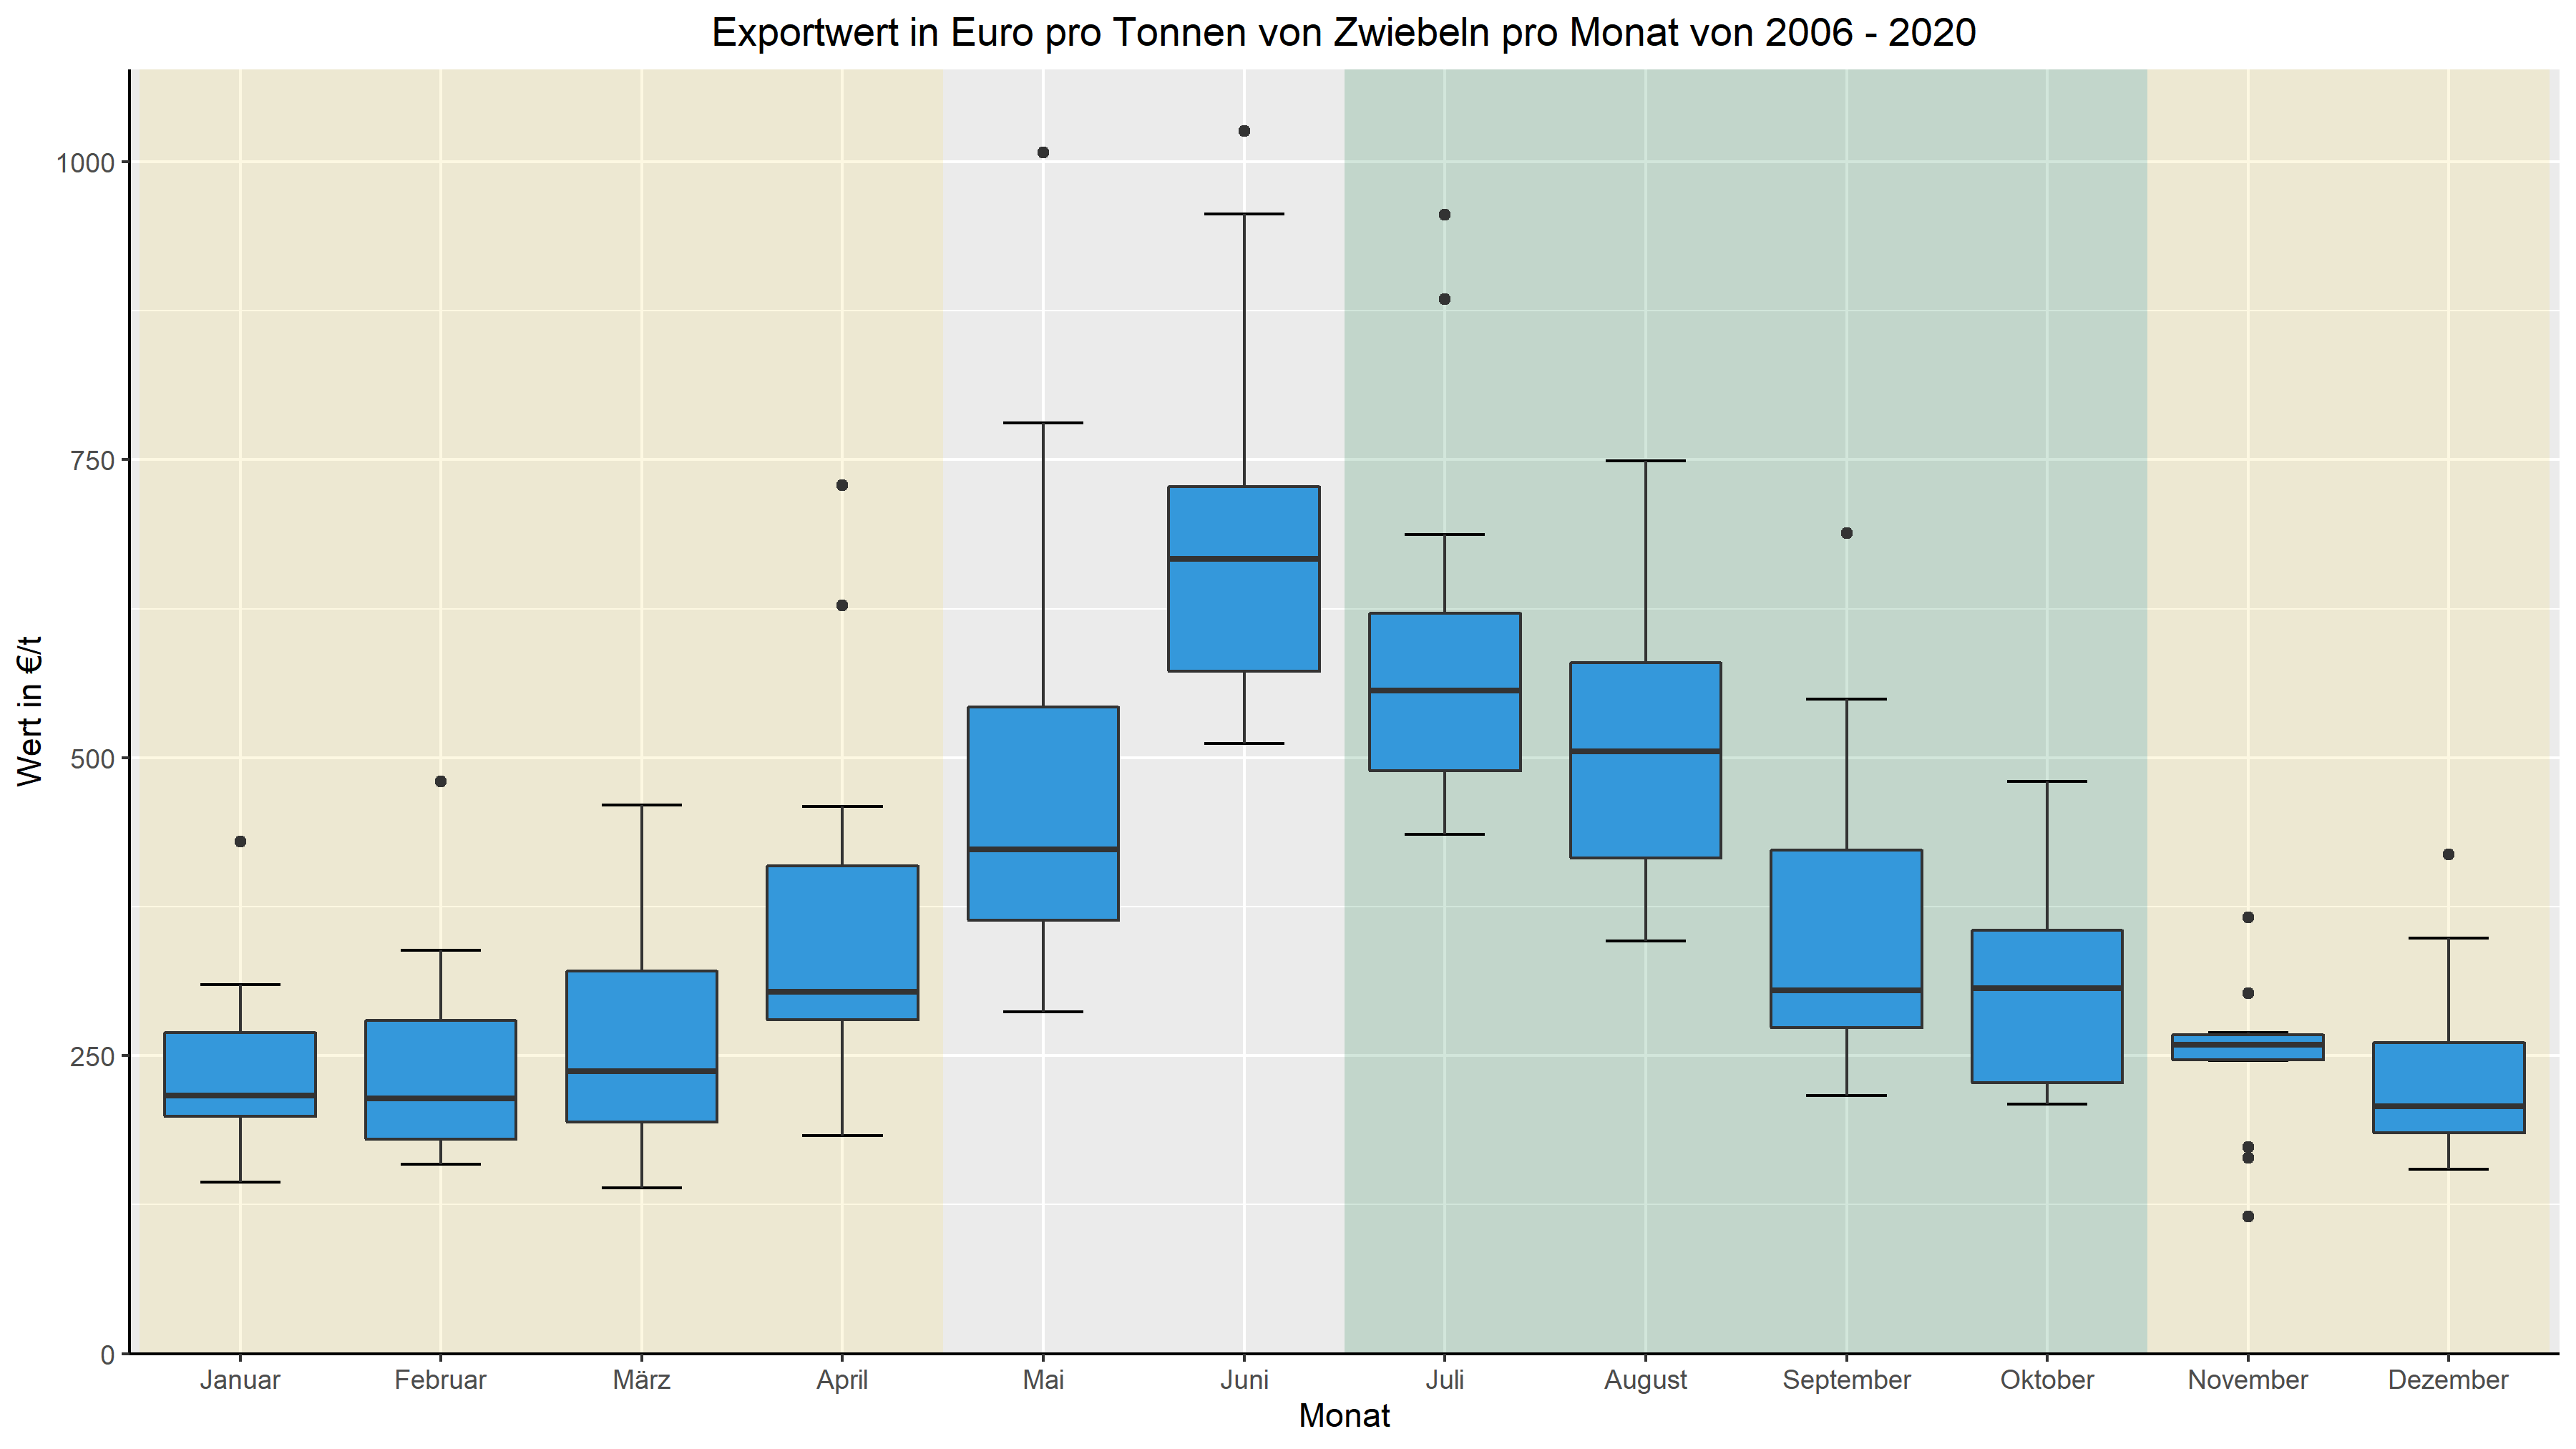 Exportwert in Euro pro Tonnen von Zwiebeln pro Monat von 2006 - 2020
Wert in €/t
1000
750
500
250
0
Januar Februar März April Mai Juni Juli August September Oktober November Dezember
Monat